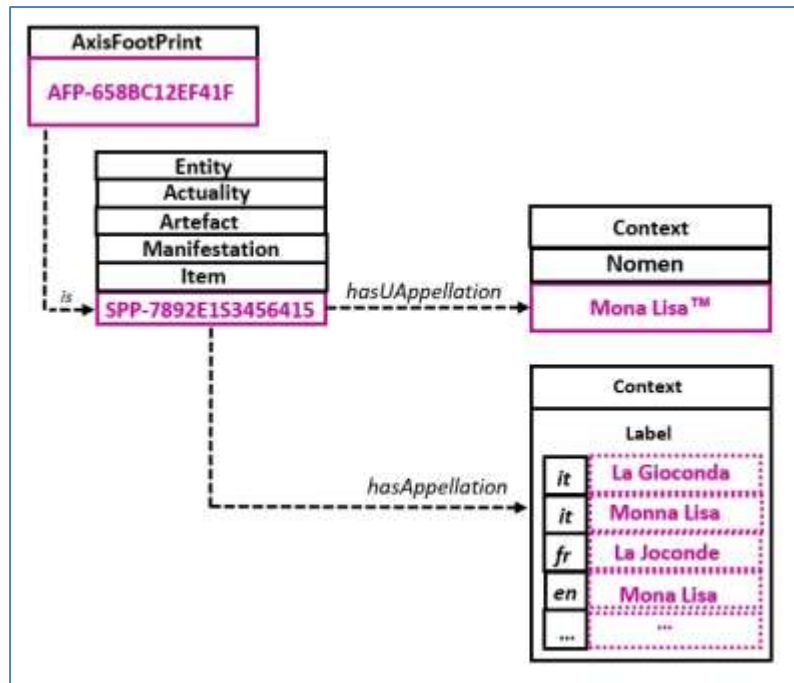 AxisFootPrint
AFP-658BC12EF41F
Entity
Actuality
Artefact
Manifestation
Item
is
SPP-7892E1S3456415
hasUAppellation
Context
Nomen
Mona Lisa™
hasAppellation
Context
Label
it La Gioconda
it Monna Lisa
fr La Joconde
en Mona Lisa
... ...